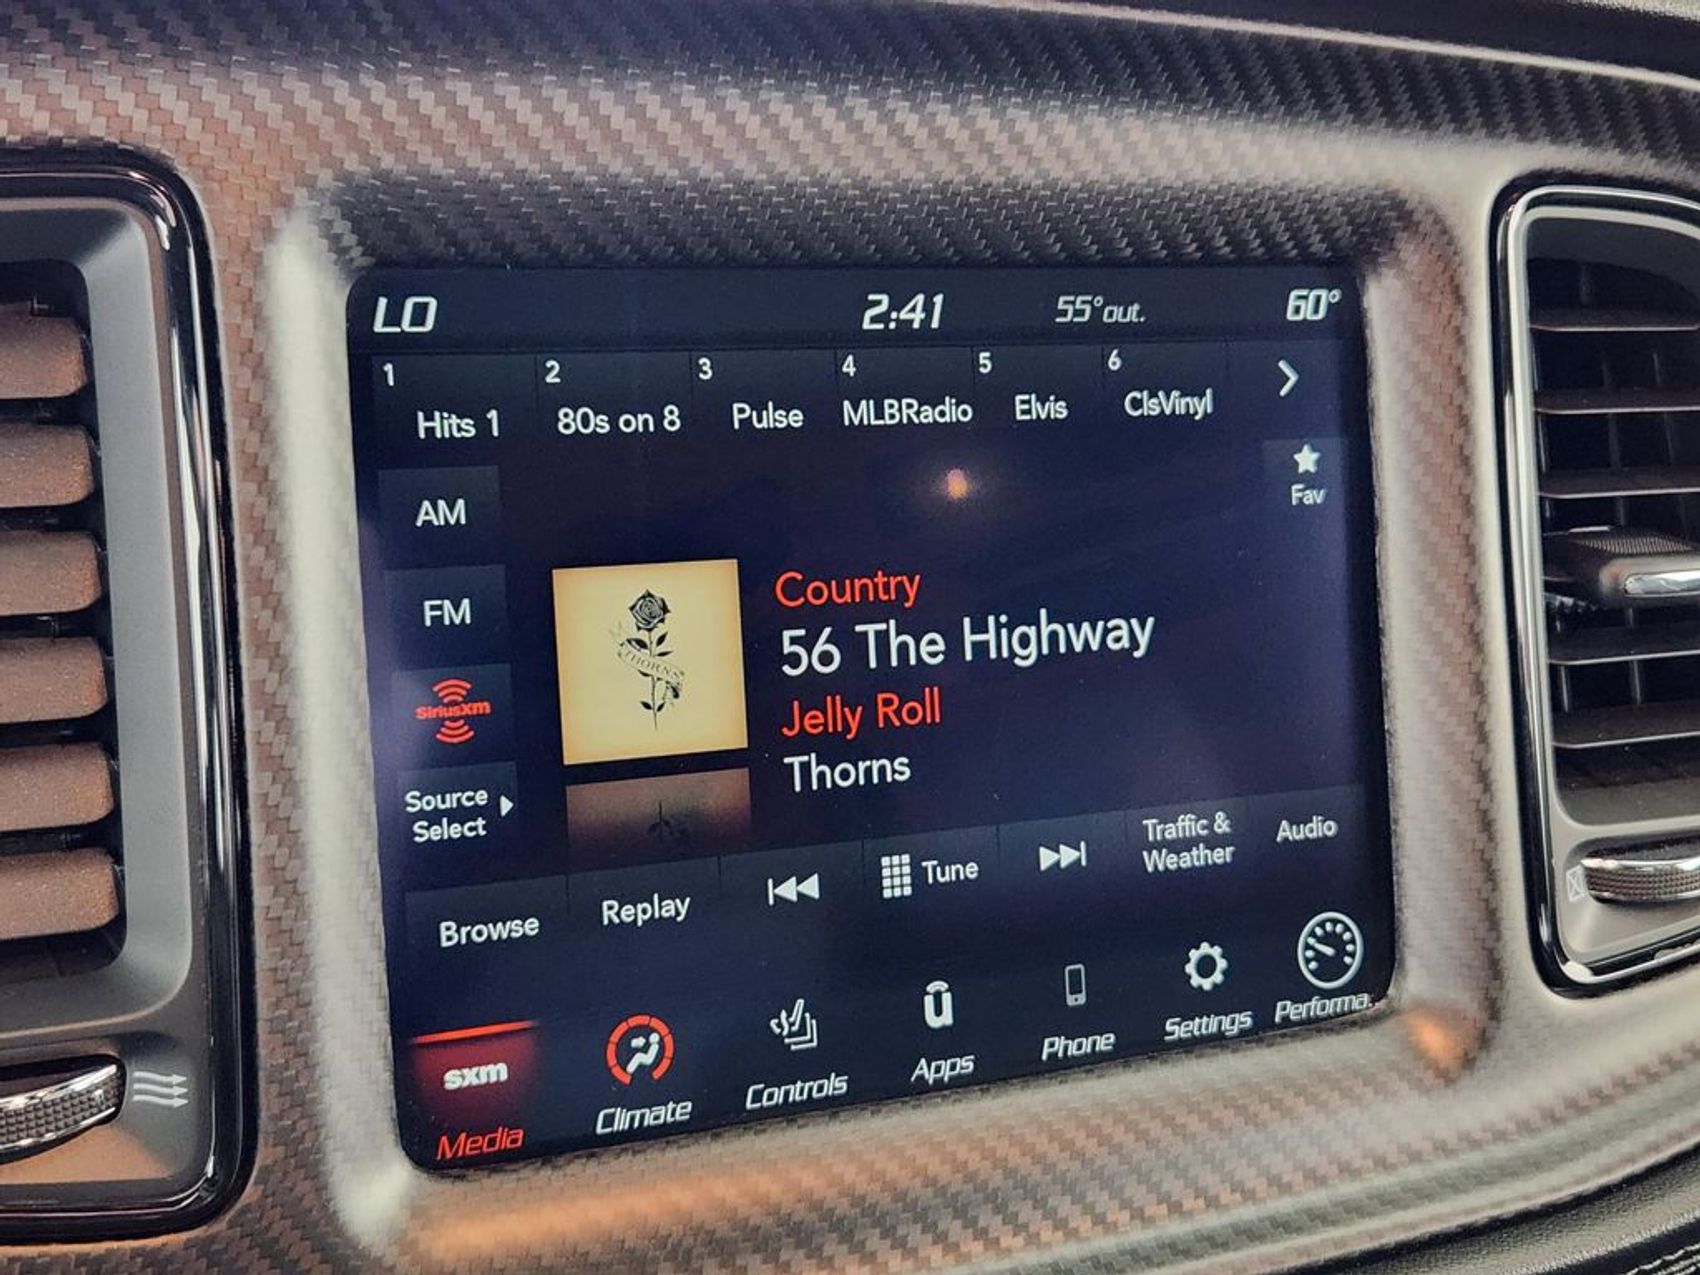 LO 2:41 55°out. 60°
1 2 3 4 5 6
Hits 1 80s on 8 Pulse MLBRadio Elvis ClsVinyl
Fav
AM
FM
SiriusXm
Source
Select
THORNS
Country
56 The Highway
Jelly Roll
Thorns
Browse Replay Tune Traffic &
Weather Audio
sxm
Media Climate Controls Apps Phone Settings Performa.